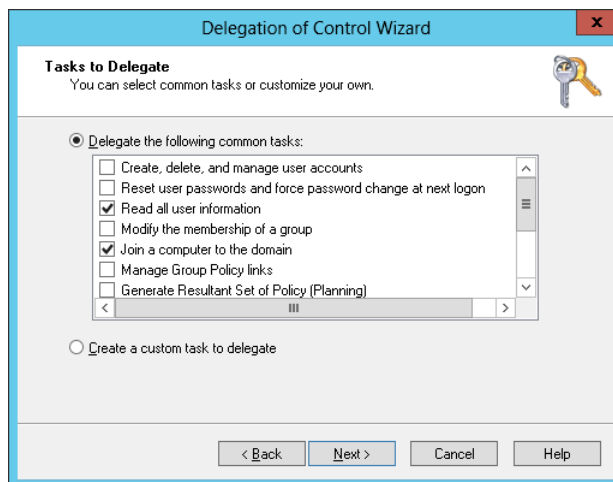 Delegation of Control Wizard
x
Tasks to Delegate
You can select common tasks or customize your own.
Delegate the following common tasks:
Create, delete, and manage user accounts
Reset user passwords and force password change at next logon
Read all user information
Modify the membership of a group
Join a computer to the domain
Manage Group Policy links
Generate Resultant Set of Policy (Planning)
Create a custom task to delegate
< Back Next > Cancel Help